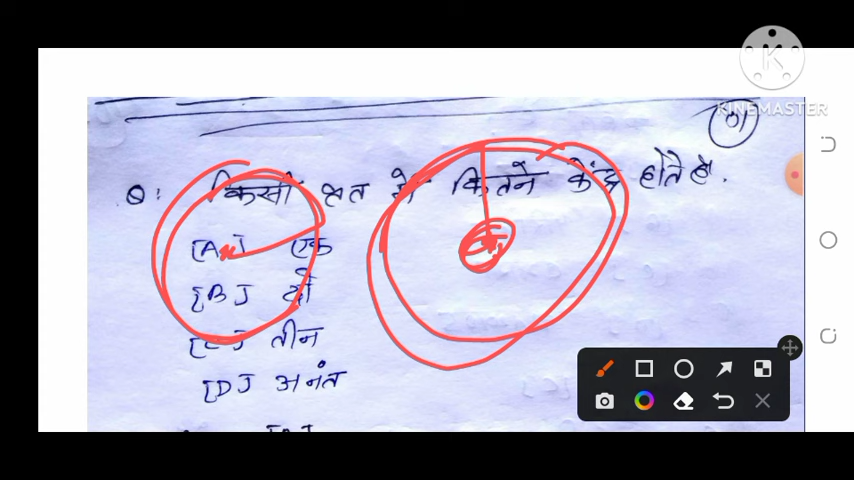 KINEMASTER
01
Q: किसी वृत में कितने केंद्र होते है.
[A] एक
[B] दो
[C] तीन
[D] अनंत